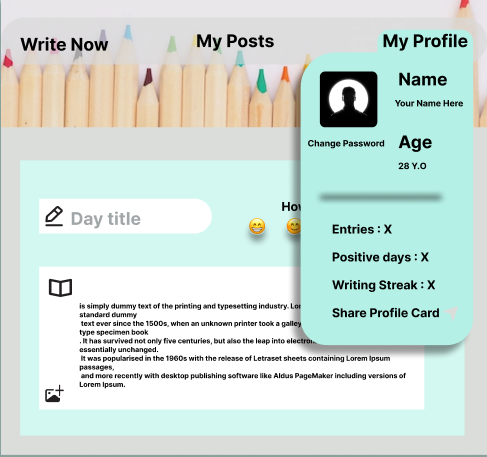 Write Now
My Posts
My Profile
Name
Your Name Here
Change Password
Age
28 Y.O
Entries : X
Positive days : X
Writing Streak : X
Share Profile Card
Day title
How
is simply dummy text of the printing and typesetting industry. Lor
standard dummy
text ever since the 1500s, when an unknown printer took a galley
type specimen book
. It has survived not only five centuries, but also the leap into electron
essentially unchanged.
It was popularised in the 1960s with the release of Letraset sheets containing Lorem Ipsum
passages,
and more recently with desktop publishing software like Aldus PageMaker including versions of
Lorem Ipsum.